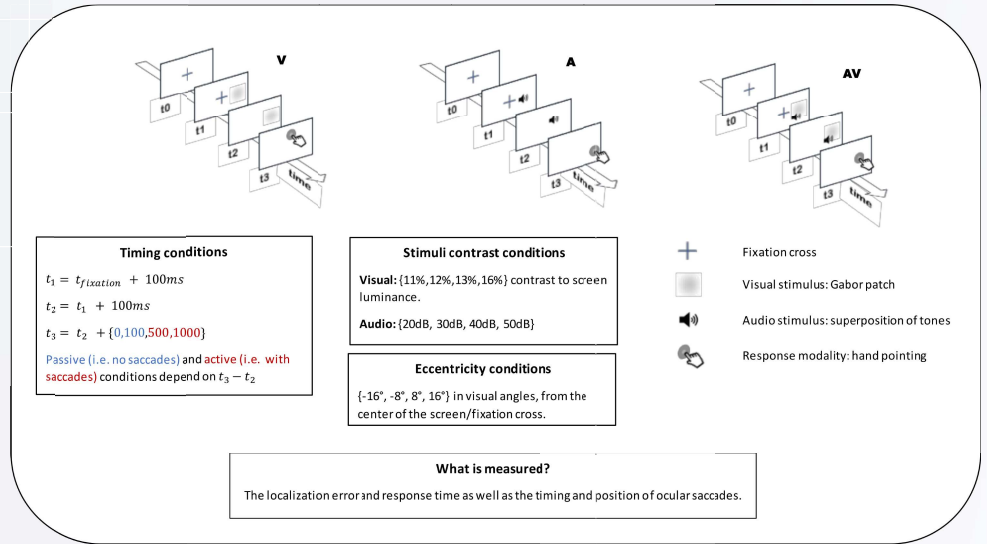 V
t0
t1
t2
t3
time
A
t0
t1
t2
t3
time
AV
t0
t1
t2
t3
time
Timing conditions
t₁ = t_fixation + 100ms
t₂ = t₁ + 100ms
t₃ = t₂ + {0,100,500,1000}
Passive (i.e. no saccades) and active (i.e. with
saccades) conditions depend on t₃ − t₂
Stimuli contrast conditions
Visual: {11%,12%,13%,16%} contrast to screen
luminance.
Audio: {20dB, 30dB, 40dB, 50dB}
Eccentricity conditions
{-16°, -8°, 8°, 16°} in visual angles, from the
center of the screen/fixation cross.
Fixation cross
Visual stimulus: Gabor patch
Audio stimulus: superposition of tones
Response modality: hand pointing
What is measured?
The localization error and response time as well as the timing and position of ocular saccades.